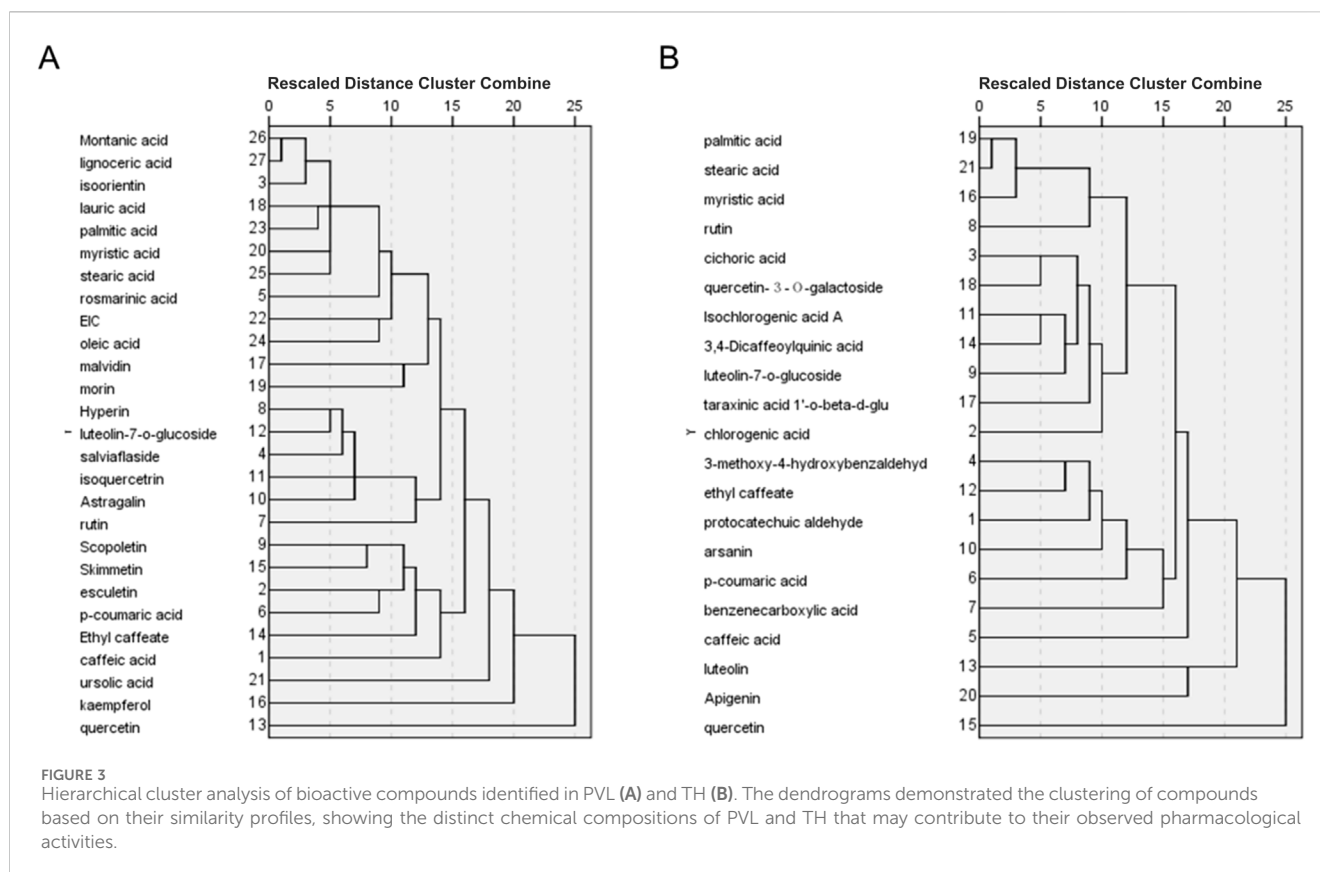 A
Rescaled Distance Cluster Combine
0 5 10 15 20 25
Montanic acid 26
lignoceric acid 27
isoorientin 3
lauric acid 18
palmitic acid 23
myristic acid 20
stearic acid 25
rosmarinic acid 5
EIC 22
oleic acid 24
malvidin 17
morin 19
Hyperin 8
Y luteolin-7-o-glucoside 12
salviaflaside 4
isoquercetrin 11
Astragalin 10
rutin 7
Scopoletin 9
Skimmetin 15
esculetin 2
p-coumaric acid 6
Ethyl caffeate 14
caffeic acid 1
ursolic acid 21
kaempferol 16
quercetin 13
B
Rescaled Distance Cluster Combine
0 5 10 15 20 25
palmitic acid 19
stearic acid 21
myristic acid 16
rutin 8
cichoric acid 3
quercetin- 3 - O-galactoside 18
Isochlorogenic acid A 11
3,4-Dicaffeoylquinic acid 14
luteolin-7-o-glucoside 9
taraxinic acid 1'-o-beta-d-glu 17
Y chlorogenic acid 2
3-methoxy-4-hydroxybenzaldehyd 4
ethyl caffeate 12
protocatechuic aldehyde 1
arsanin 10
p-coumaric acid 6
benzenecarboxylic acid 7
caffeic acid 5
luteolin 13
Apigenin 20
quercetin 15
FIGURE 3
Hierarchical cluster analysis of bioactive compounds identified in PVL (A) and TH (B). The dendrograms demonstrated the clustering of compounds
based on their similarity profiles, showing the distinct chemical compositions of PVL and TH that may contribute to their observed pharmacological
activities.